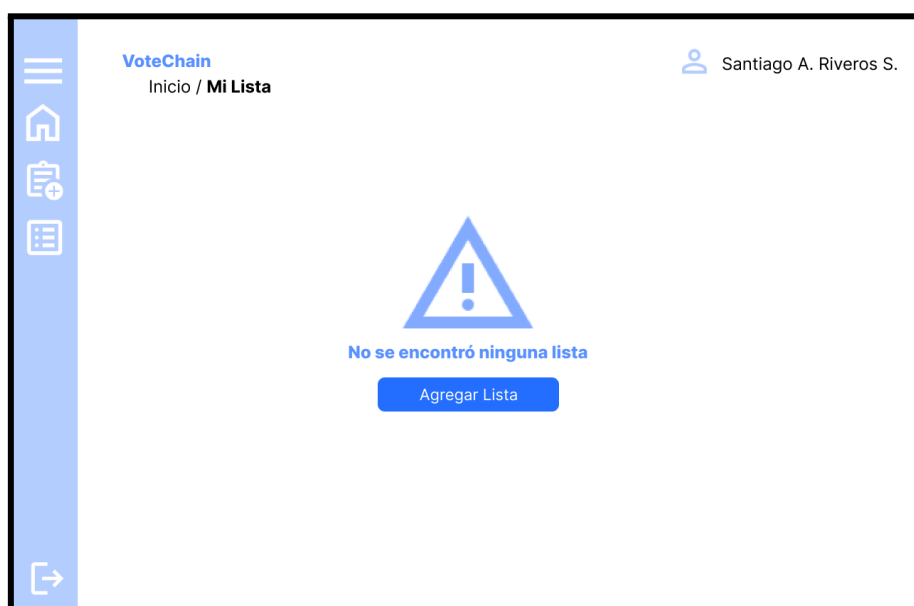 VoteChain
Inicio / Mi Lista
Santiago A. Riveros S.
No se encontró ninguna lista
Agregar Lista